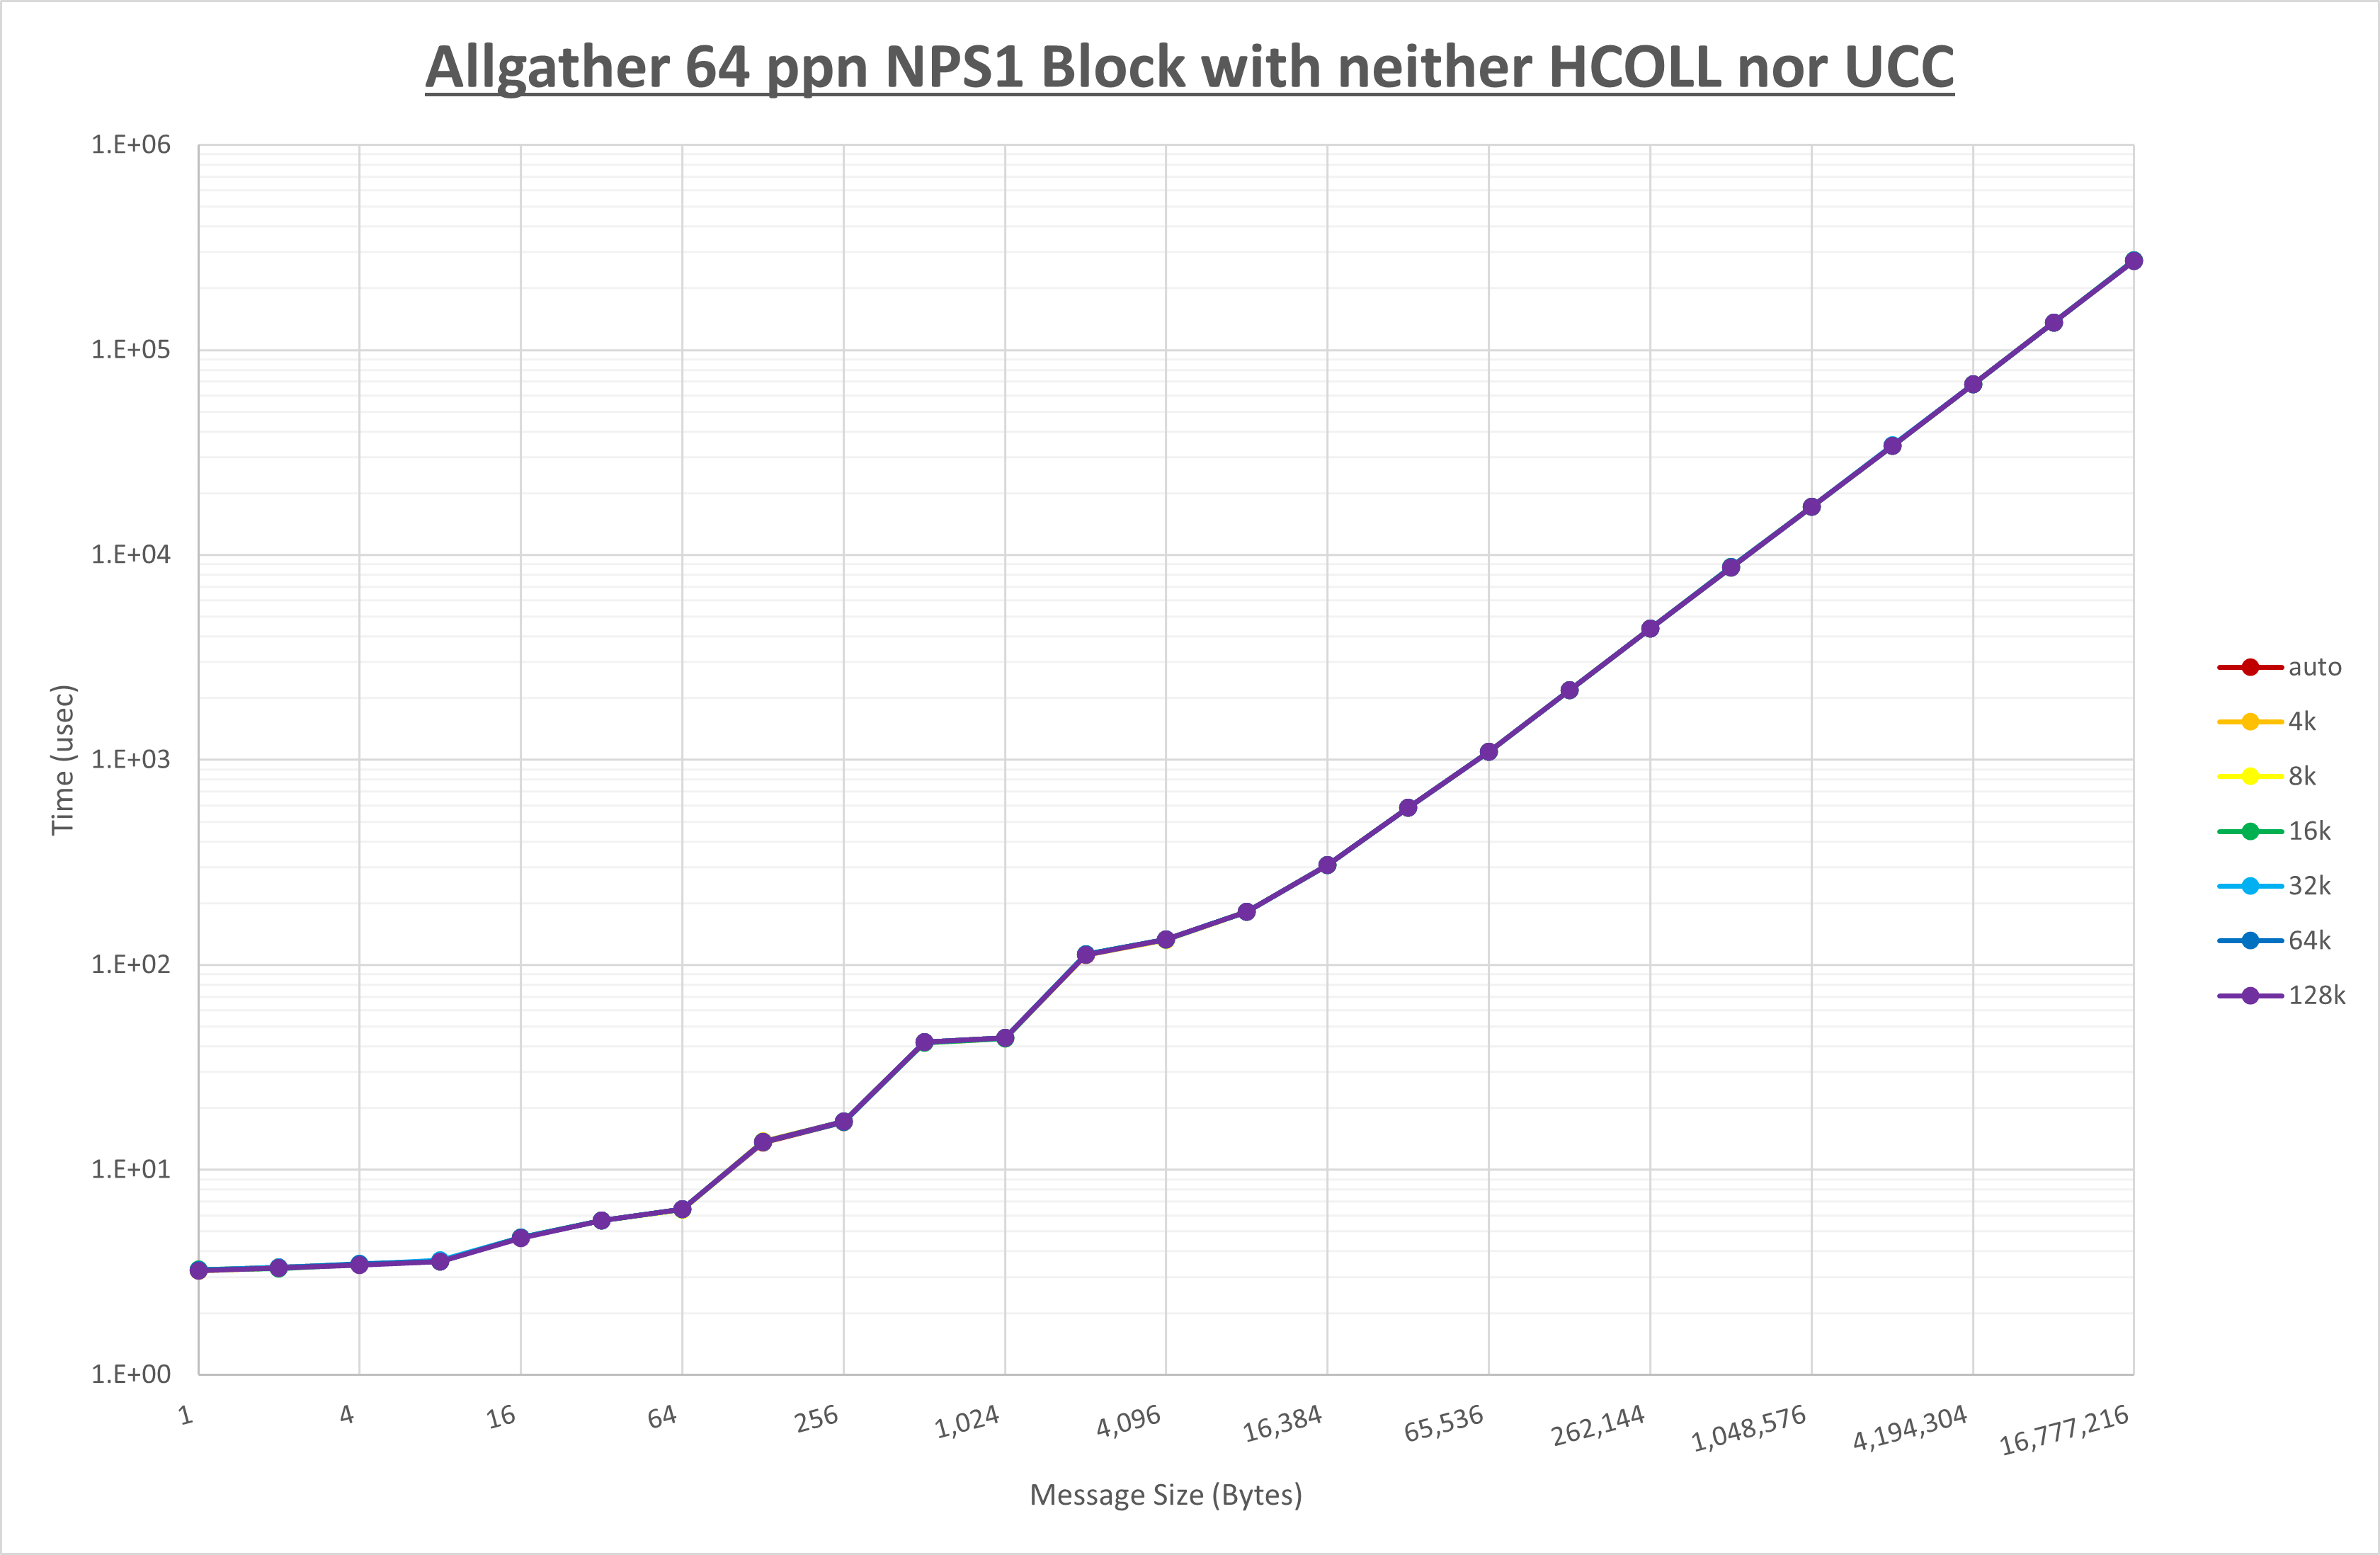 Allgather 64 ppn NPS1 Block with neither HCOLL nor UCC
1.E+06
1.E+05
1.E+04
1.E+03
1.E+02
1.E+01
1.E+00
Time (usec)
1
4
16
64
256
1,024
4,096
16,384
65,536
262,144
1,048,576
4,194,304
16,777,216
Message Size (Bytes)
auto
4k
8k
16k
32k
64k
128k